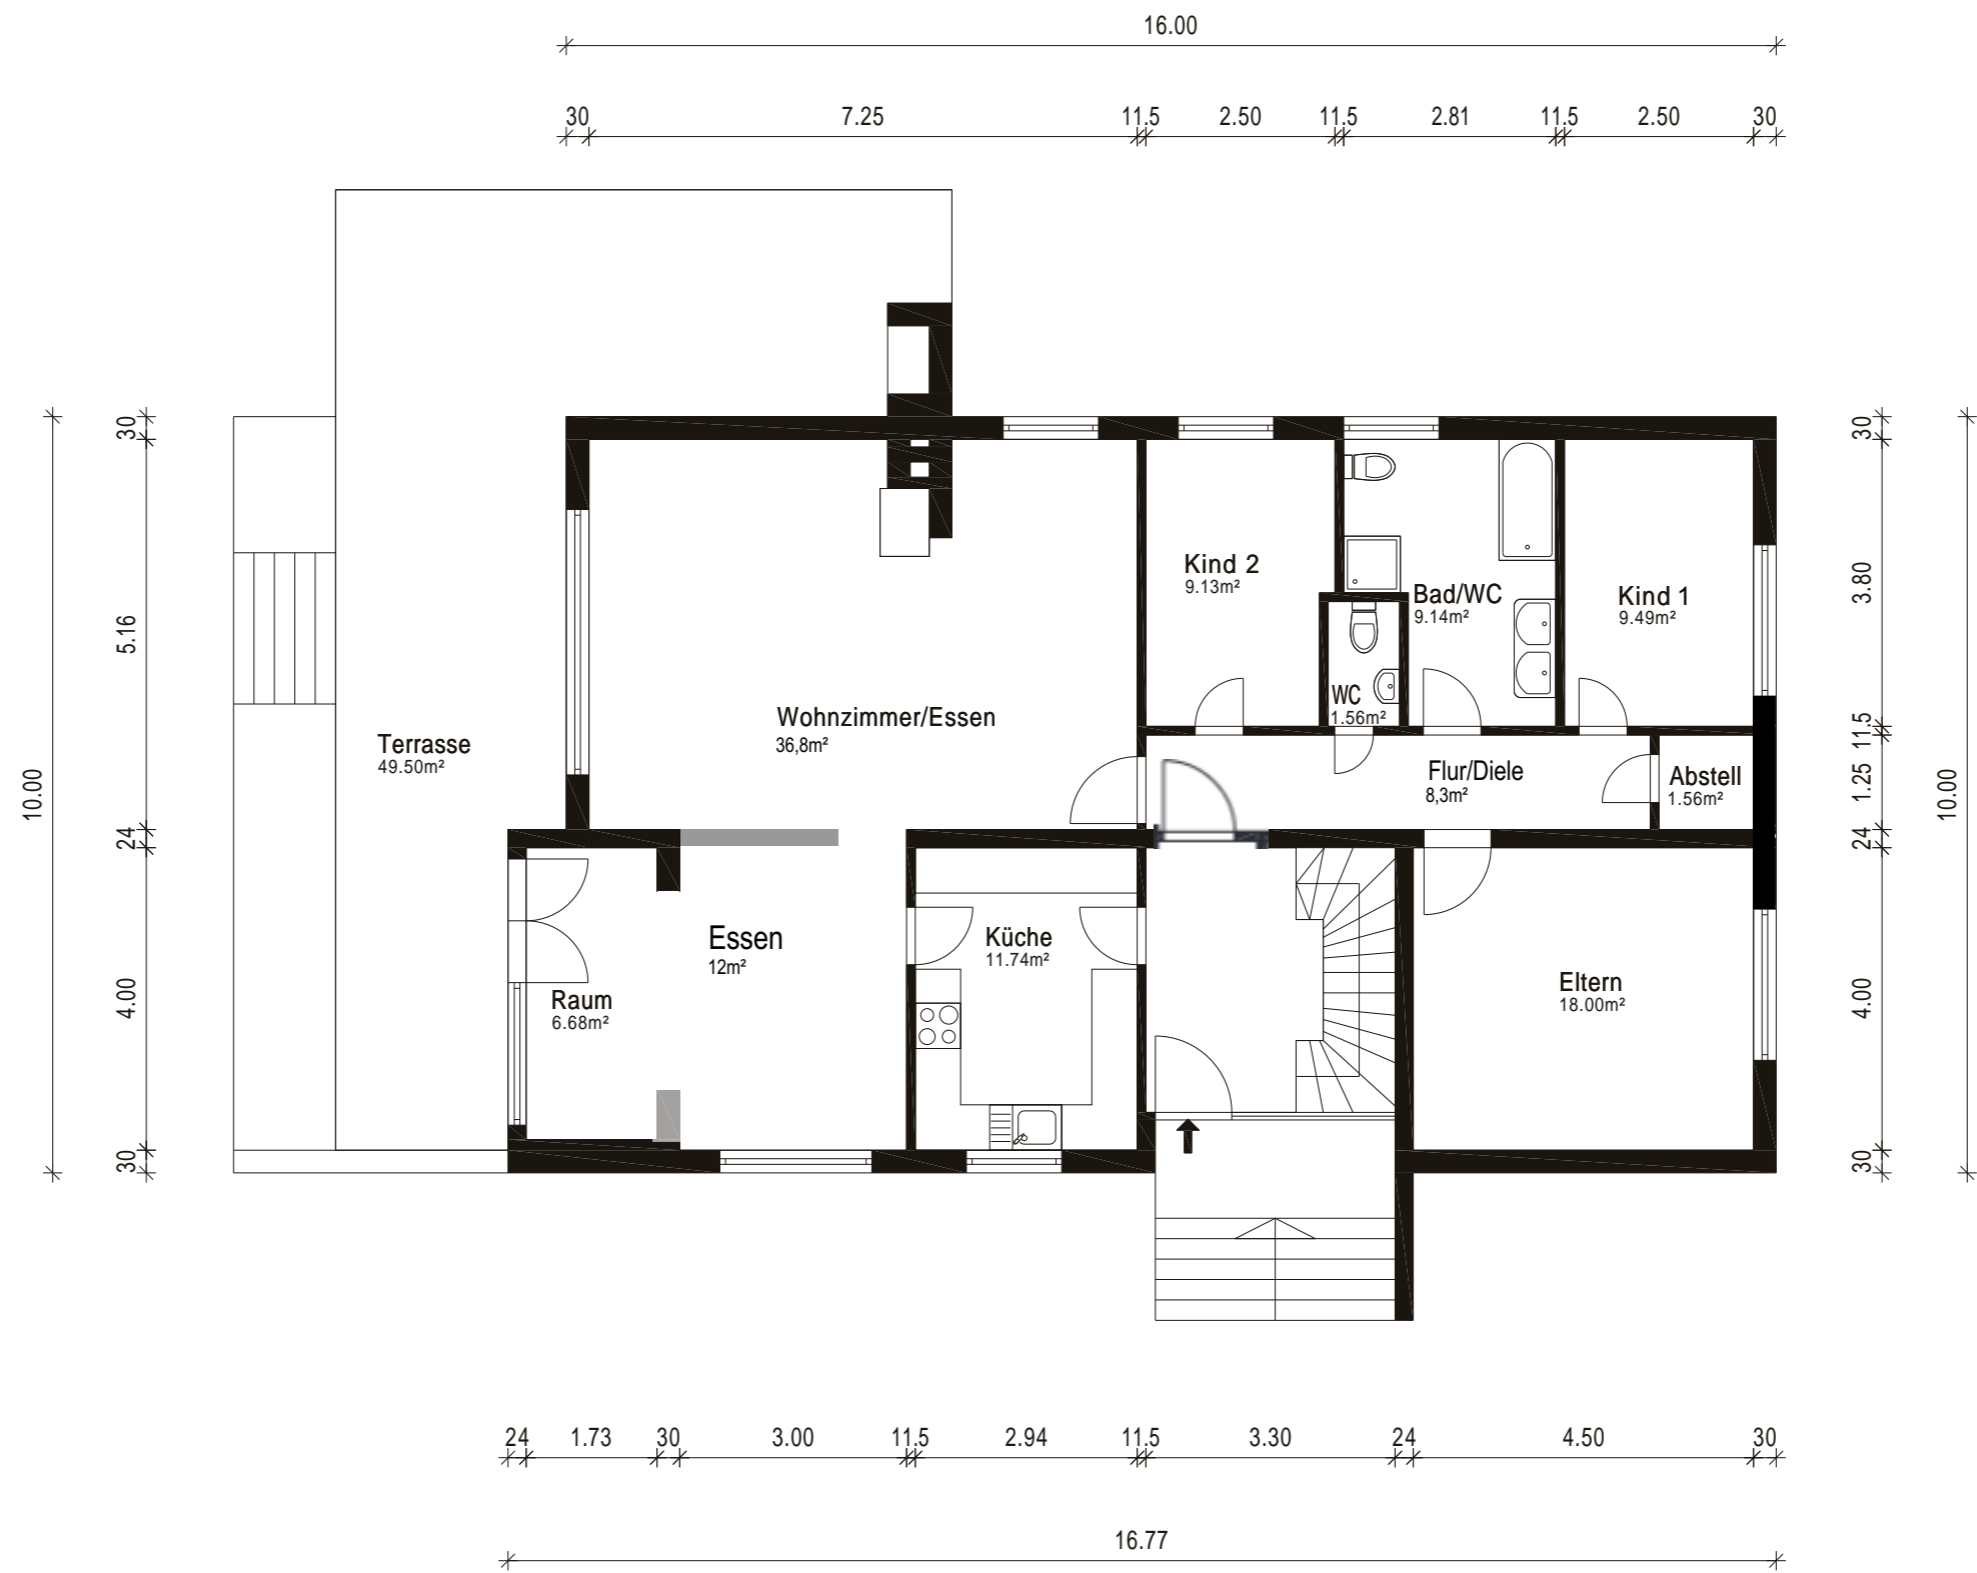 16.00
30 7.25 11.5 2.50 11.5 2.81 11.5 2.50 30
10.00
30
5.16
24
4.00
30
Terrasse
49.50m²
Wohnzimmer/Essen
36,8m²
Kind 2
9.13m²
Bad/WC
9.14m²
Kind 1
9.49m²
WC
1.56m²
Flur/Diele
8,3m²
Abstell
1.56m²
Essen
12m²
Raum
6.68m²
Küche
11.74m²
Eltern
18.00m²
30
3.80
11.5
1.25
24
4.00
30
10.00
24 1.73 30 3.00 11.5 2.94 11.5 3.30 24 4.50 30
16.77